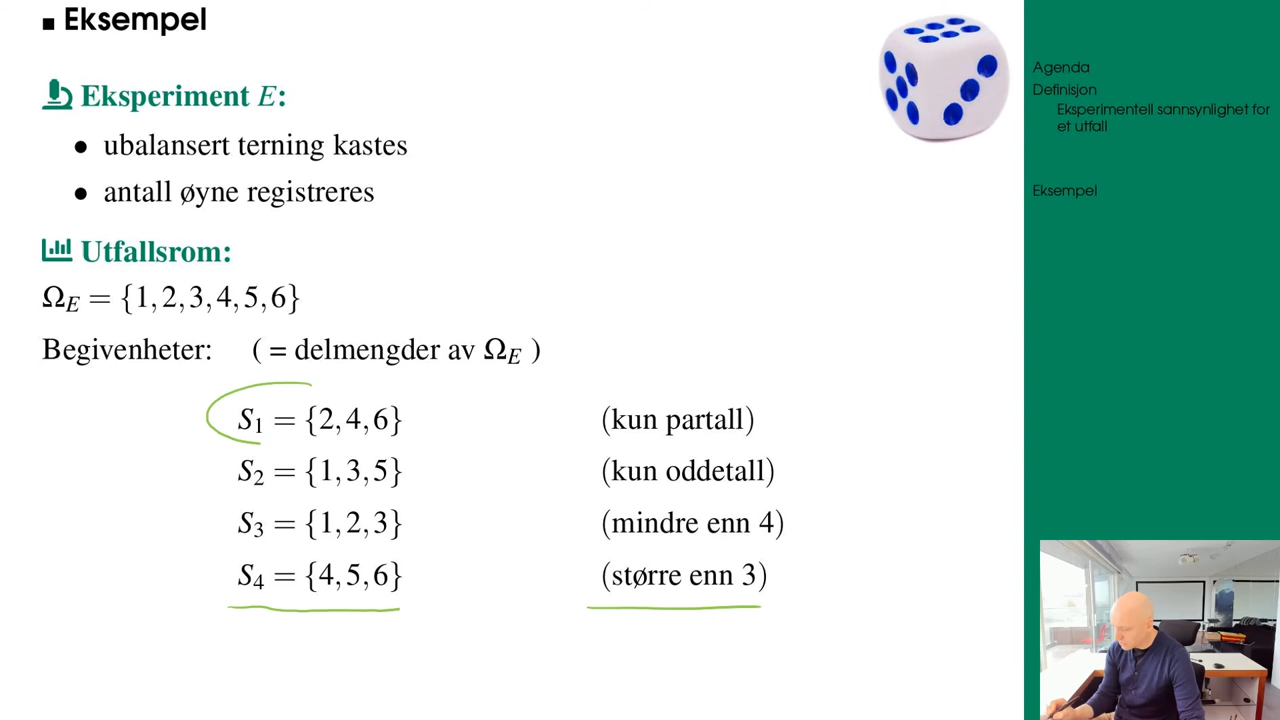 Eksempel
Eksperiment E:
• ubalansert terning kastes
• antall øyne registreres
Utfallsrom:
Ω_E = {1,2,3,4,5,6}
Begivenheter: ( = delmengder av Ω_E )
S₁ = {2,4,6} (kun partall)
S₂ = {1,3,5} (kun oddetall)
S₃ = {1,2,3} (mindre enn 4)
S₄ = {4,5,6} (større enn 3)
Agenda
Definisjon
Eksperimentell sannsynlighet for
et utfall
Eksempel